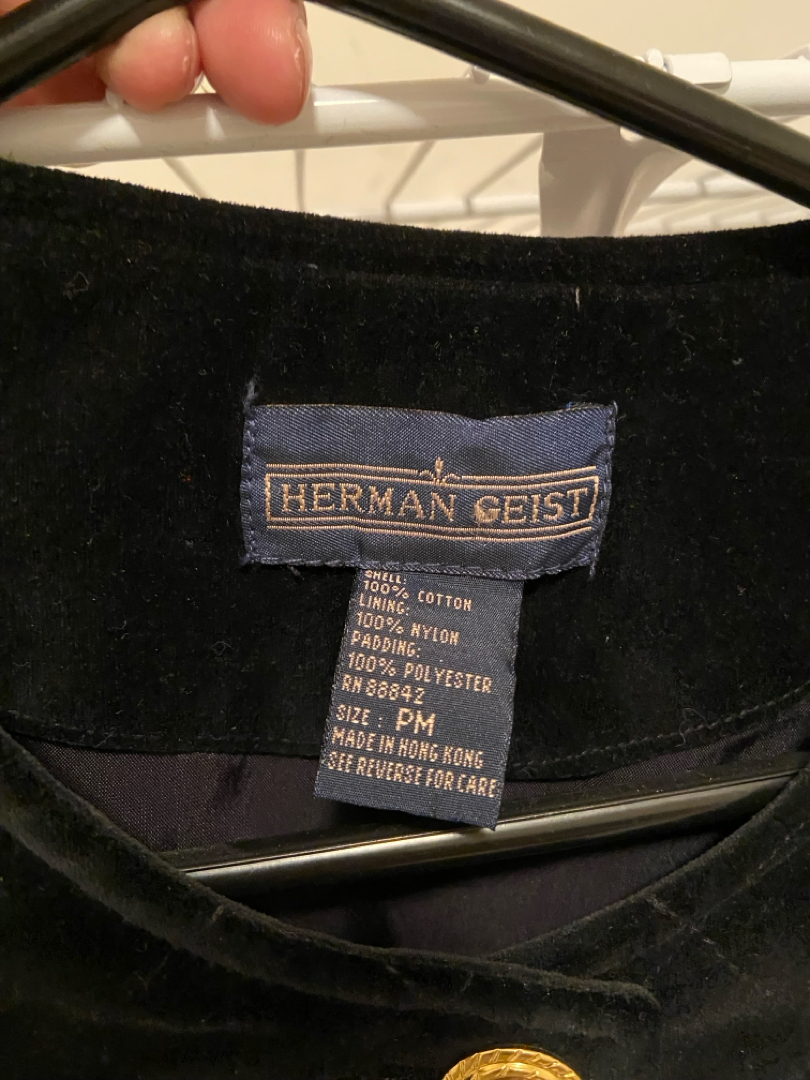 HERMAN GEIST
SHELL:
100% COTTON
LINING:
100% NYLON
PADDING:
100% POLYESTER
RN 88842
SIZE : PM
MADE IN HONG KONG
SEE REVERSE FOR CARE